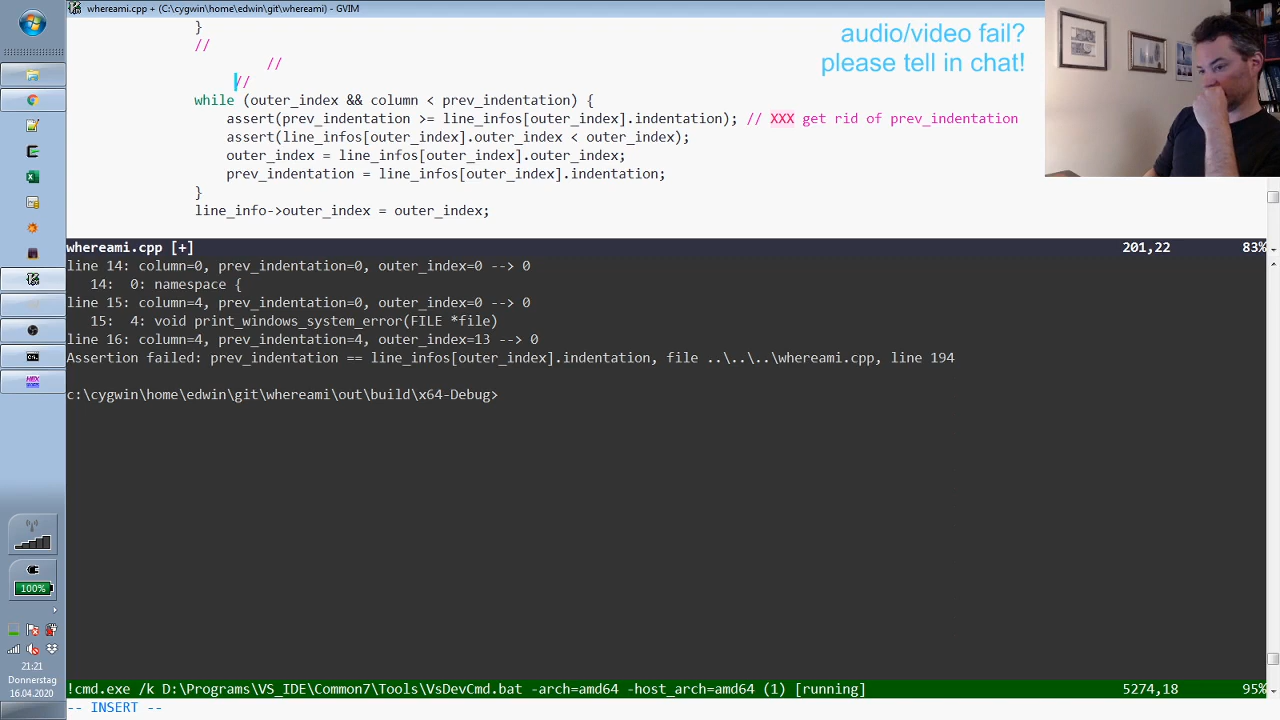 whereami.cpp + (C:\cygwin\home\edwin\git\whereami) - GVIM
}
//
//
//
while (outer_index && column < prev_indentation) {
assert(prev_indentation >= line_infos[outer_index].indentation); // XXX get rid of prev_indentation
assert(line_infos[outer_index].outer_index < outer_index);
outer_index = line_infos[outer_index].outer_index;
prev_indentation = line_infos[outer_index].indentation;
}
line_info->outer_index = outer_index;
audio/video fail?
please tell in chat!
whereami.cpp [+] 201,22 83%
line 14: column=0, prev_indentation=0, outer_index=0 --> 0
14: 0: namespace {
line 15: column=4, prev_indentation=0, outer_index=0 --> 0
15: 4: void print_windows_system_error(FILE *file)
line 16: column=4, prev_indentation=4, outer_index=13 --> 0
Assertion failed: prev_indentation == line_infos[outer_index].indentation, file ..\..\..\whereami.cpp, line 194
c:\cygwin\home\edwin\git\whereami\out\build\x64-Debug>
!cmd.exe /k D:\Programs\VS_IDE\Common7\Tools\VsDevCmd.bat -arch=amd64 -host_arch=amd64 (1) [running] 5274,18 95%
-- INSERT --
HEX
100%
21:21
Donnerstag
16.04.2020